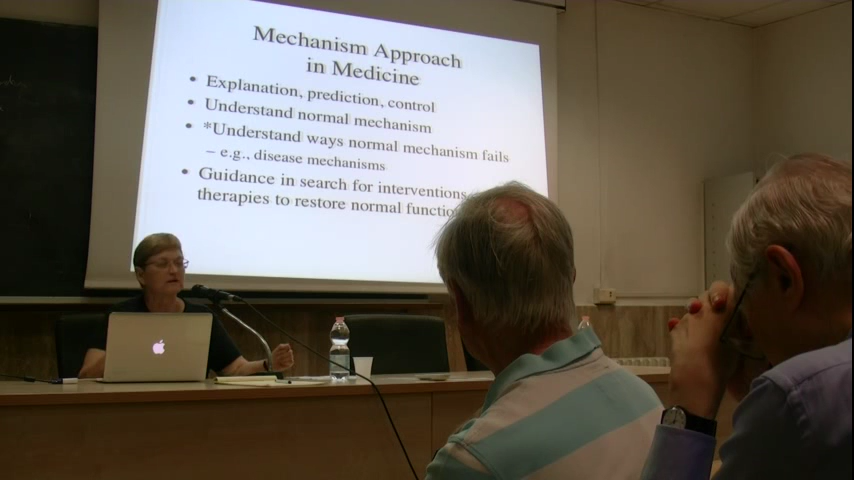 Mechanism Approach
in Medicine
• Explanation, prediction, control
• Understand normal mechanism
• *Understand ways normal mechanism fails
– e.g., disease mechanisms
• Guidance in search for interventions
therapies to restore normal